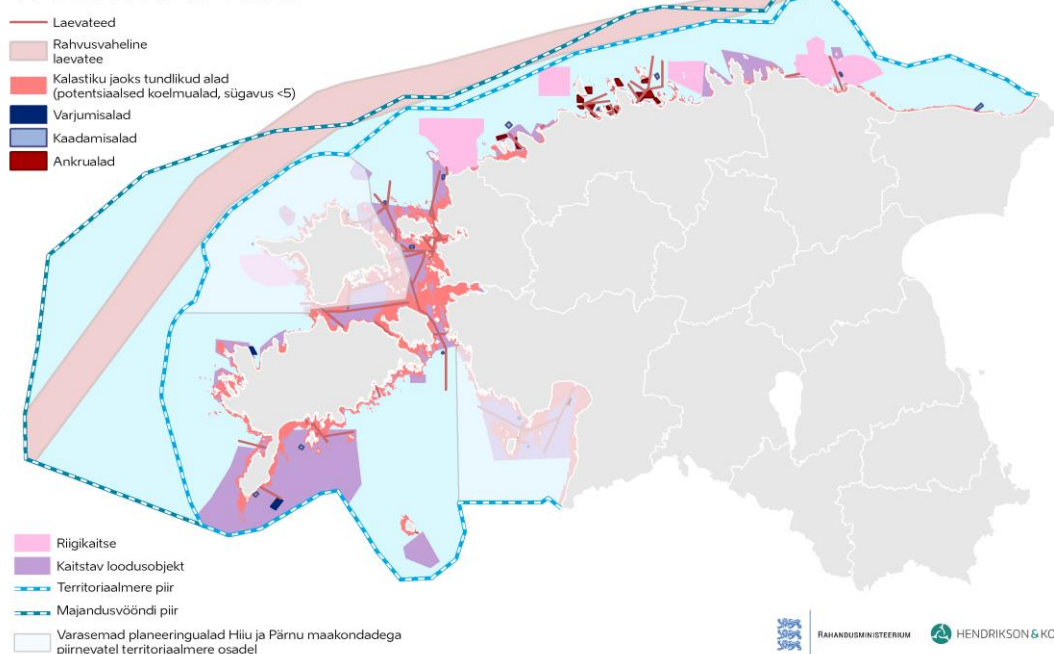 Laevateed
Rahvusvaheline
laevatee
Kalastiku jaoks tundlikud alad
(potentsiaalsed koelmualad, sügavus <5)
Varjumisalad
Kaadamisalad
Ankrualad
Riigikaitse
Kaitstav loodusobjekt
Territoriaalmere piir
Majandusvööndi piir
Varasemad planeeringualad Hiiu ja Pärnu maakondadega
piirnevatel territoriaalmere osadel
RAHANDUSMINISTEERIUM
HENDRIKSON & KO